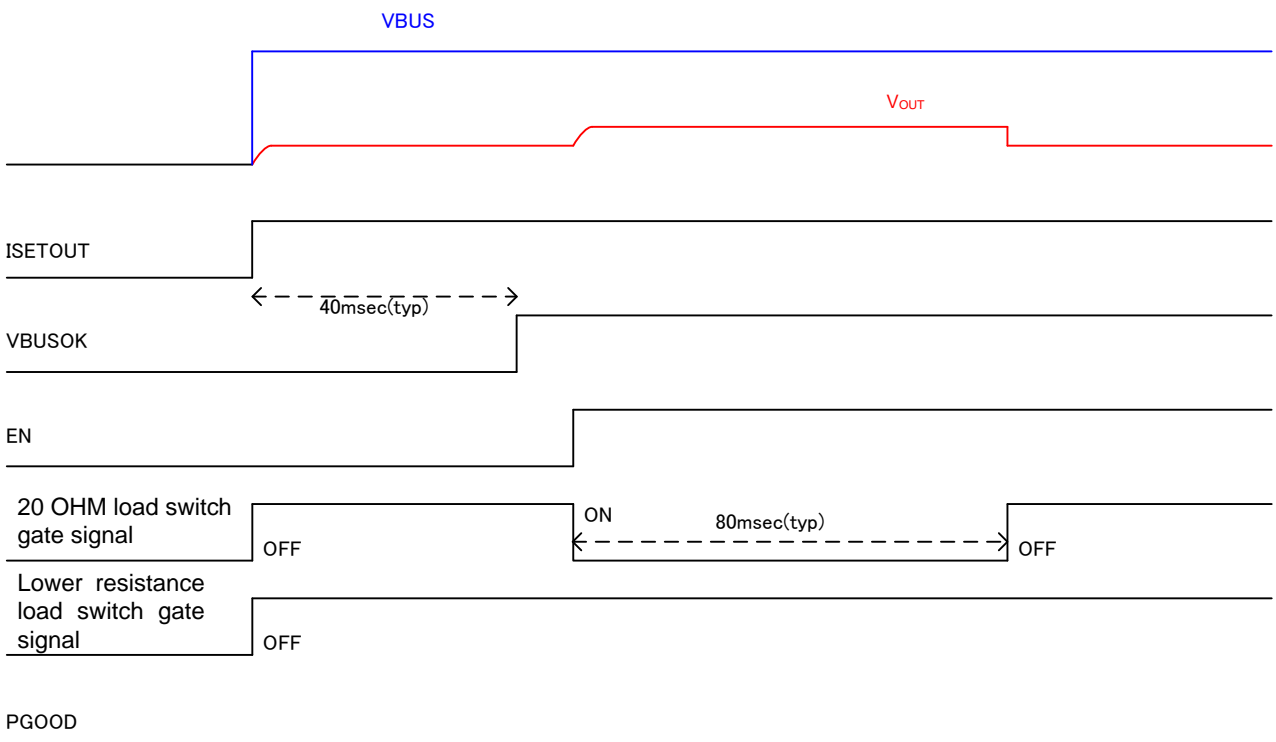 VBUS
VOUT
ISETOUT
40msec(typ)
VBUSOK
EN
20 OHM load switch
gate signal
ON
80msec(typ)
OFF
OFF
Lower resistance
load switch gate
signal
OFF
PGOOD